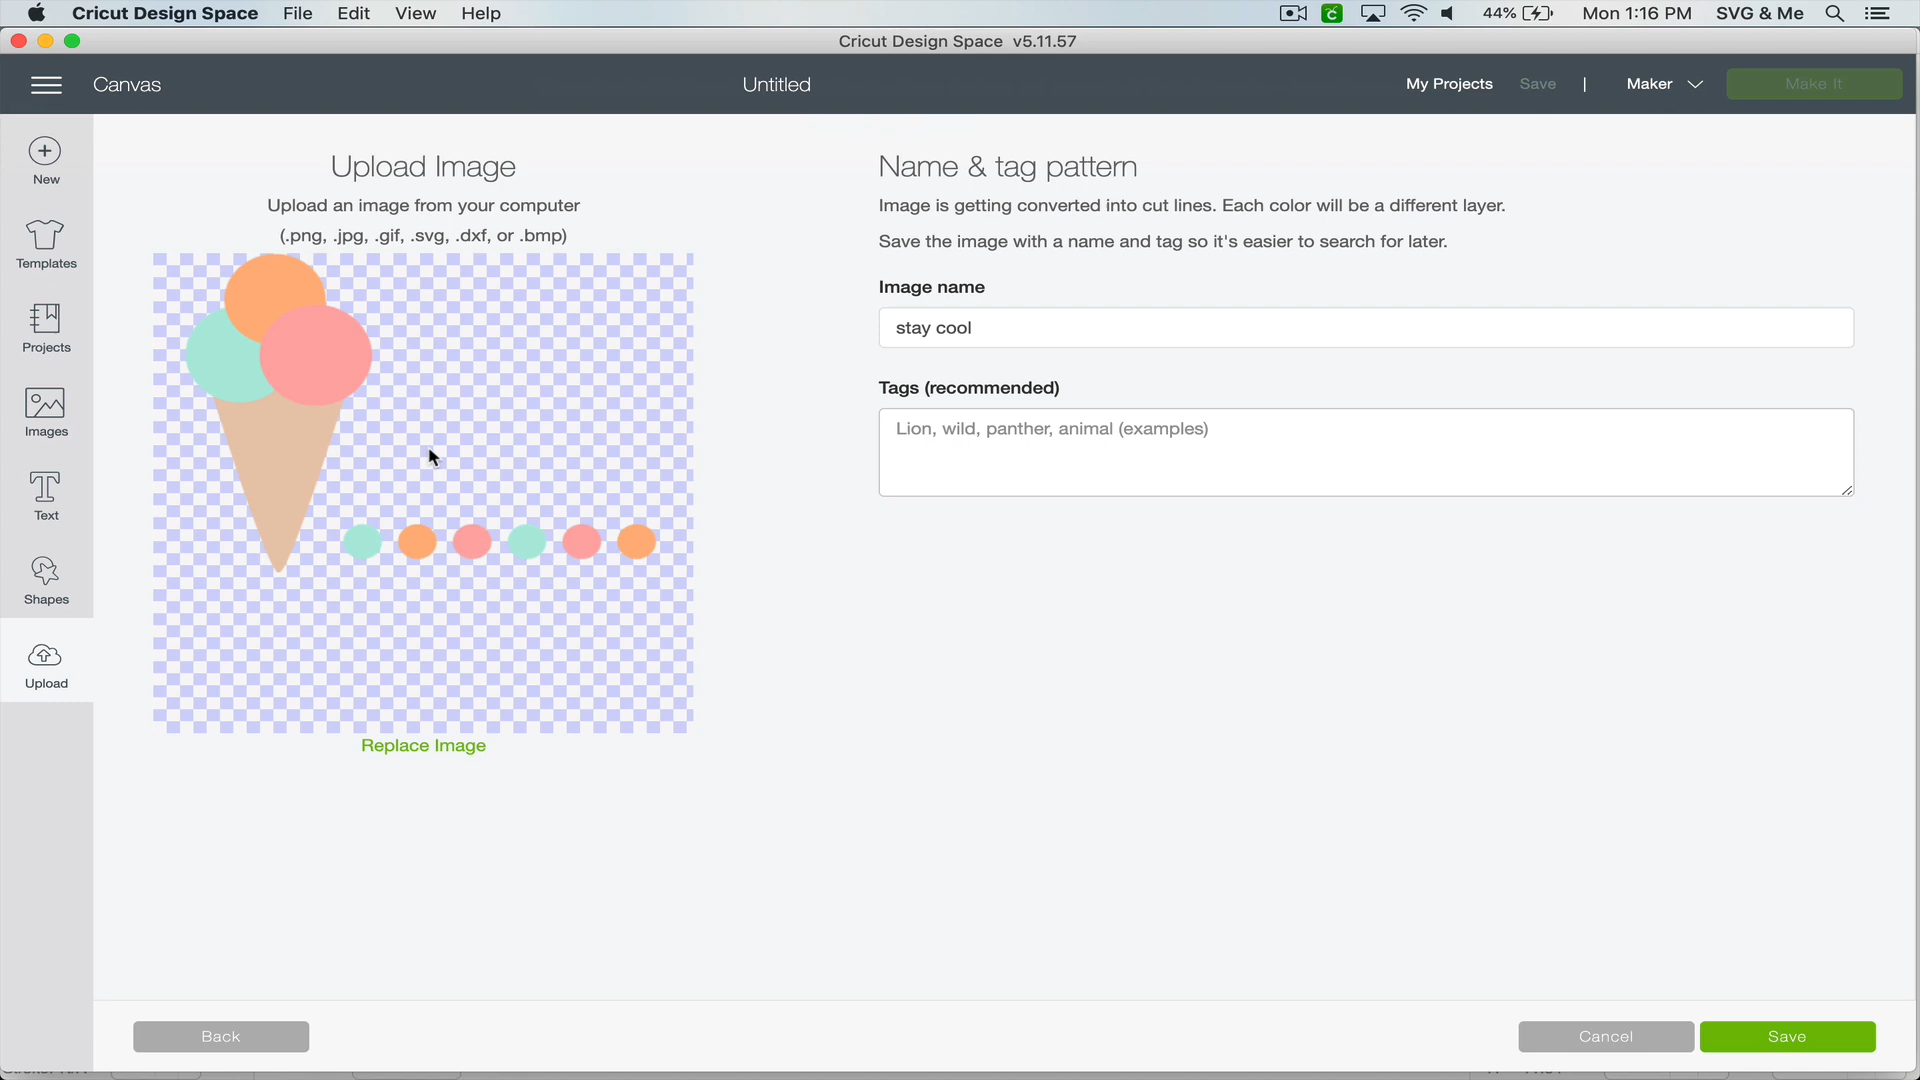 Cricut Design Space File Edit View Help 44% Mon 1:16 PM SVG & Me
Cricut Design Space v5.11.57
Canvas Untitled My Projects Save | Maker Make It
New
Templates
Projects
Images
Text
Shapes
Upload
Upload Image
Upload an image from your computer
(.png, .jpg, .gif, .svg, .dxf, or .bmp)
Replace Image
Name & tag pattern
Image is getting converted into cut lines. Each color will be a different layer.
Save the image with a name and tag so it's easier to search for later.
Image name
stay cool
Tags (recommended)
Lion, wild, panther, animal (examples)
Back Cancel Save